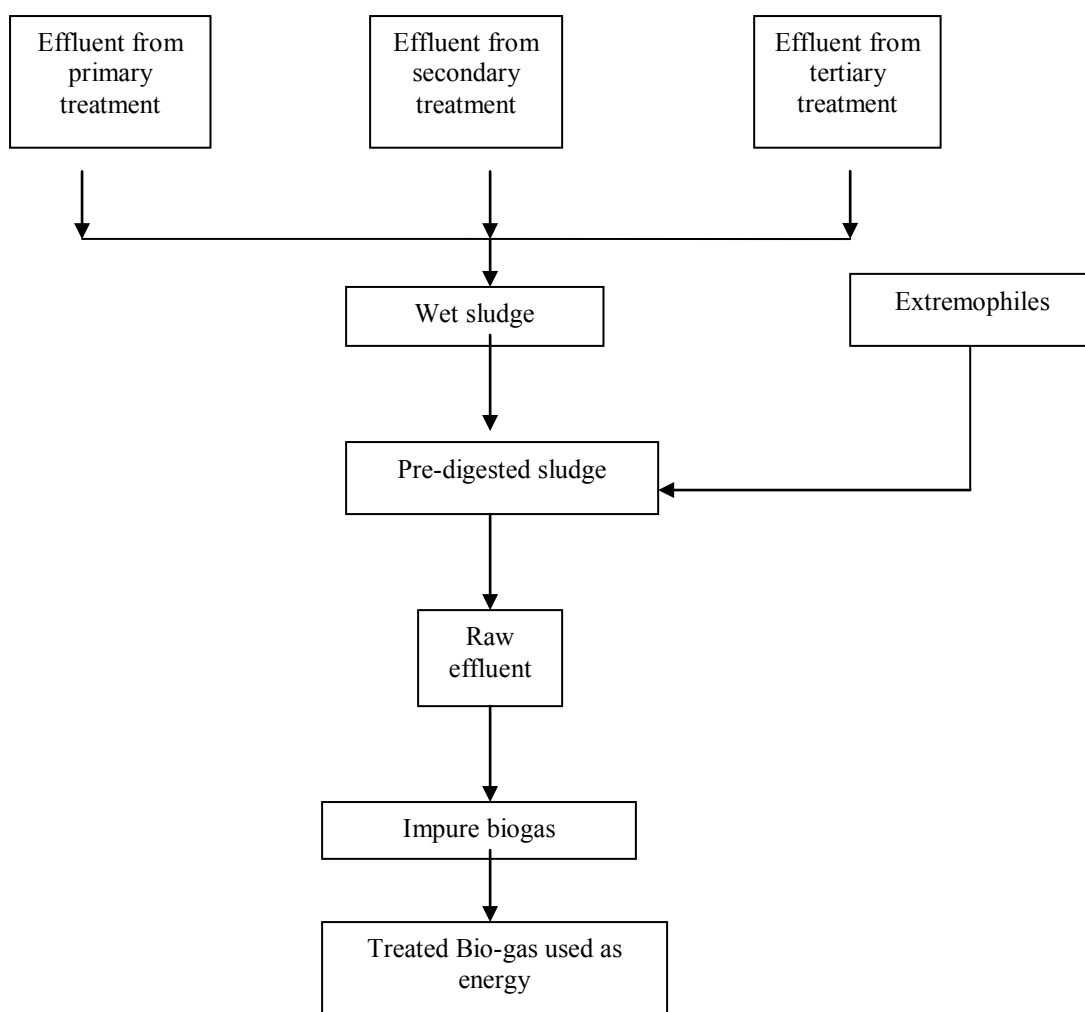 Effluent from
primary
treatment
Effluent from
secondary
treatment
Effluent from
tertiary
treatment
Wet sludge
Extremophiles
Pre-digested sludge
Raw
effluent
Impure biogas
Treated Bio-gas used as
energy